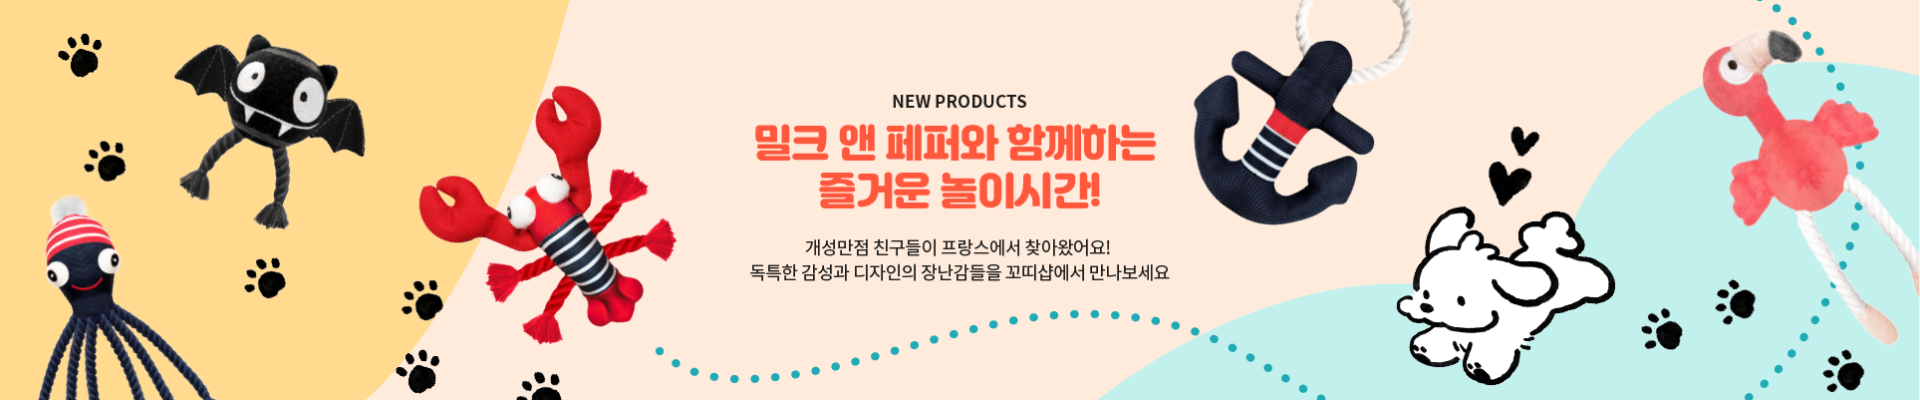 NEW PRODUCTS
밀크 앤 페퍼와 함께하는
즐거운 놀이시간!
개성만점 친구들이 프랑스에서 찾아왔어요!
독특한 감성과 디자인의 장난감들을 꼬띠샵에서 만나보세요